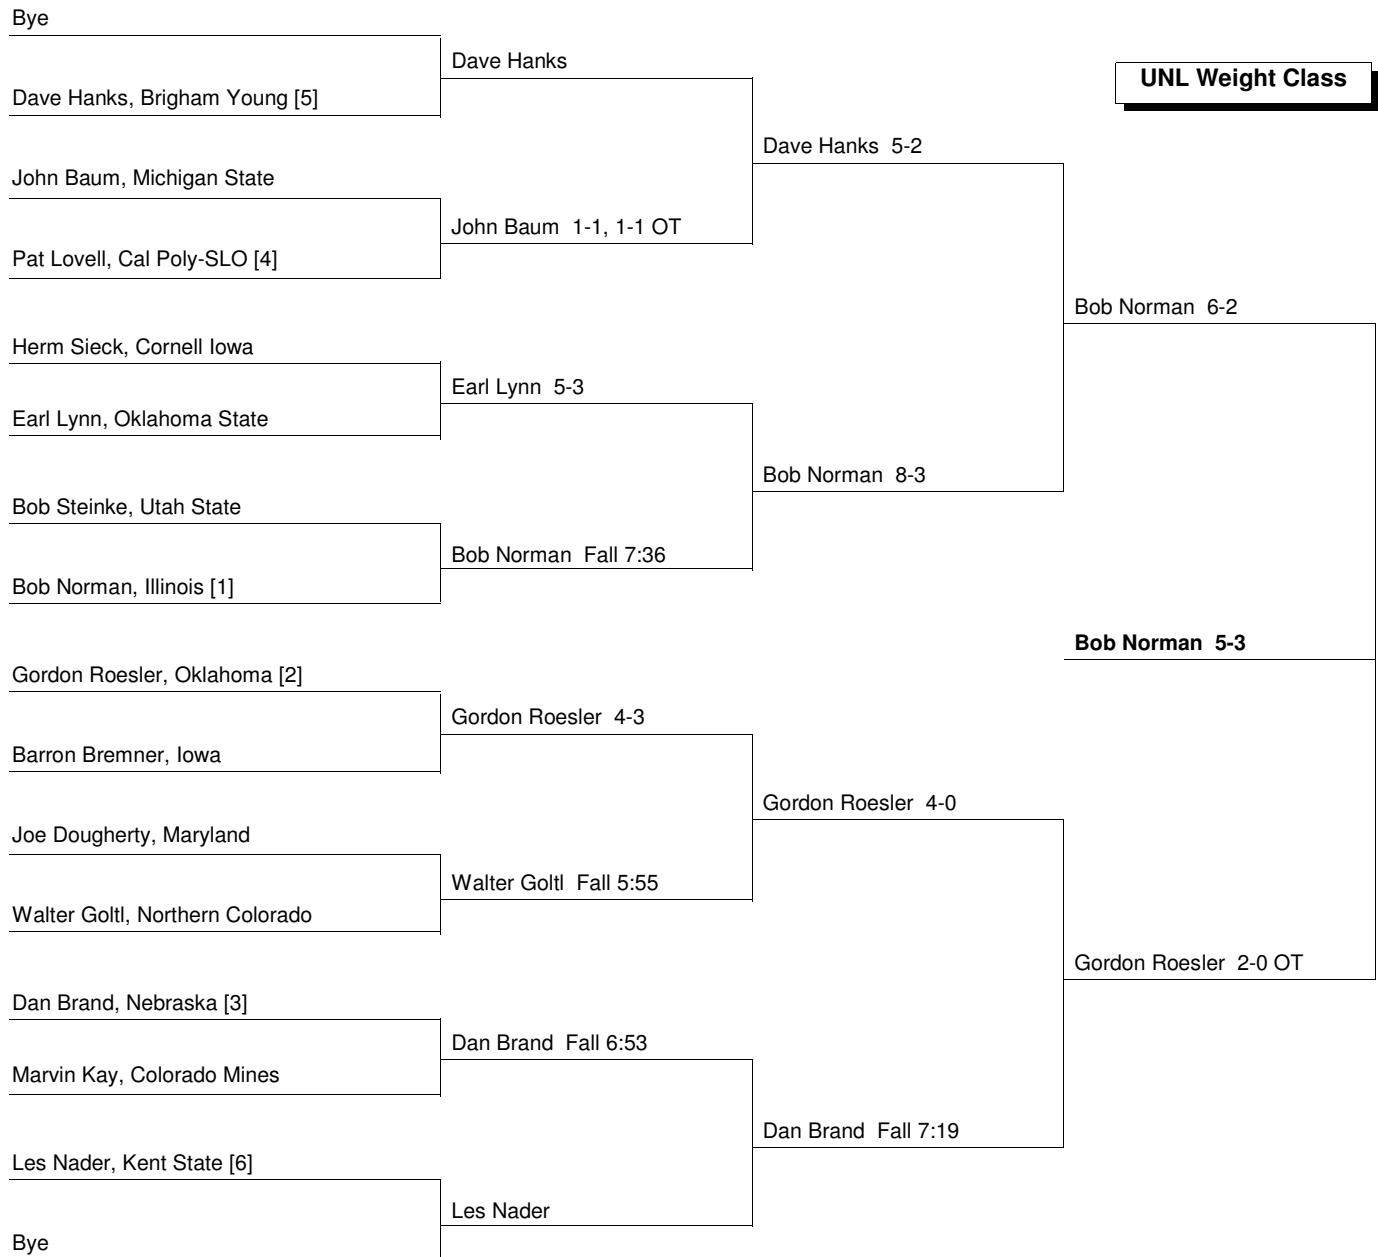 Bye
Dave Hanks
UNL Weight Class
Dave Hanks, Brigham Young [5]
Dave Hanks  5-2
John Baum, Michigan State
John Baum  1-1, 1-1 OT
Pat Lovell, Cal Poly-SLO [4]
Bob Norman  6-2
Herm Sieck, Cornell Iowa
Earl Lynn  5-3
Earl Lynn, Oklahoma State
Bob Norman  8-3
Bob Steinke, Utah State
Bob Norman  Fall 7:36
Bob Norman, Illinois [1]
Bob Norman  5-3
Gordon Roesler, Oklahoma [2]
Gordon Roesler  4-3
Barron Bremner, Iowa
Gordon Roesler  4-0
Joe Dougherty, Maryland
Walter Goltl  Fall 5:55
Walter Goltl, Northern Colorado
Gordon Roesler  2-0 OT
Dan Brand, Nebraska [3]
Dan Brand  Fall 6:53
Marvin Kay, Colorado Mines
Dan Brand  Fall 7:19
Les Nader, Kent State [6]
Les Nader
Bye